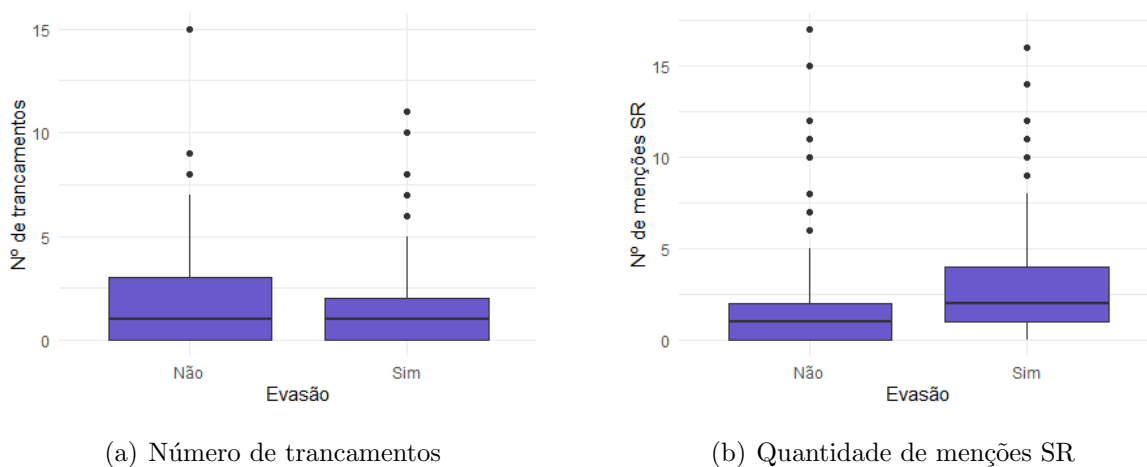 Nº de trancamentos
15
10
5
0
Não
Sim
Evasão
(a) Número de trancamentos
Nº de menções SR
15
10
5
0
Não
Sim
Evasão
(b) Quantidade de menções SR